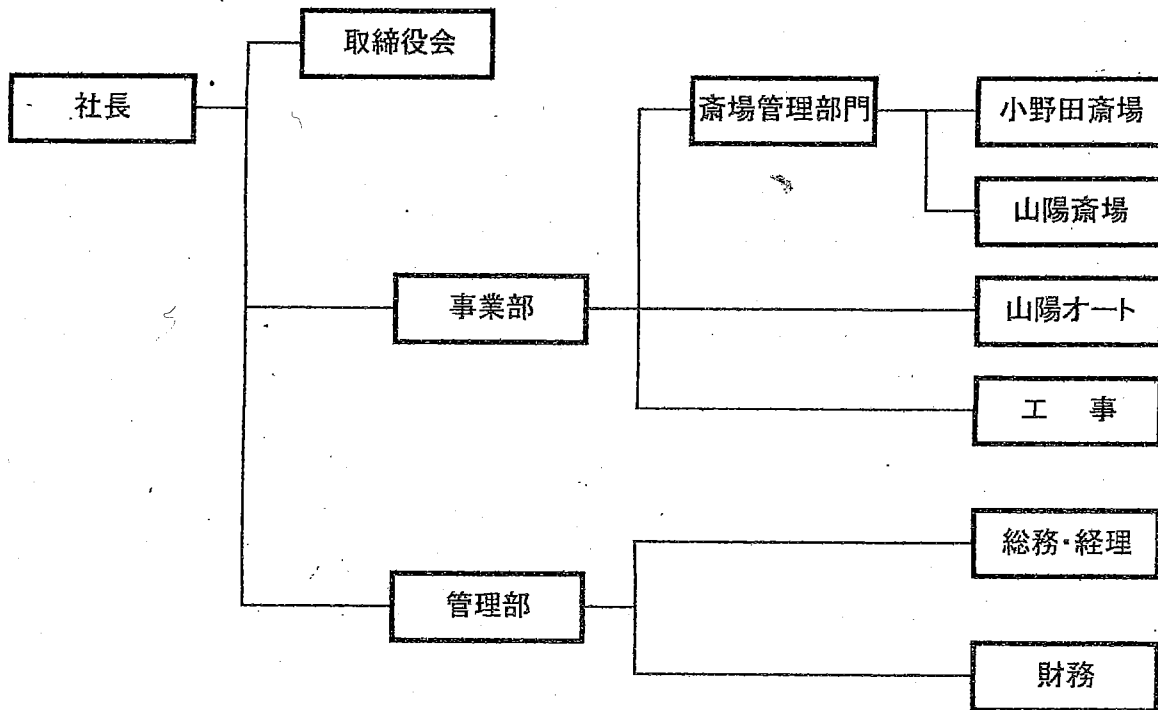 取締役会
社長
斎場管理部門
小野田斎場
山陽斎場
事業部
山陽オート
工　事
総務・経理
管理部
財務